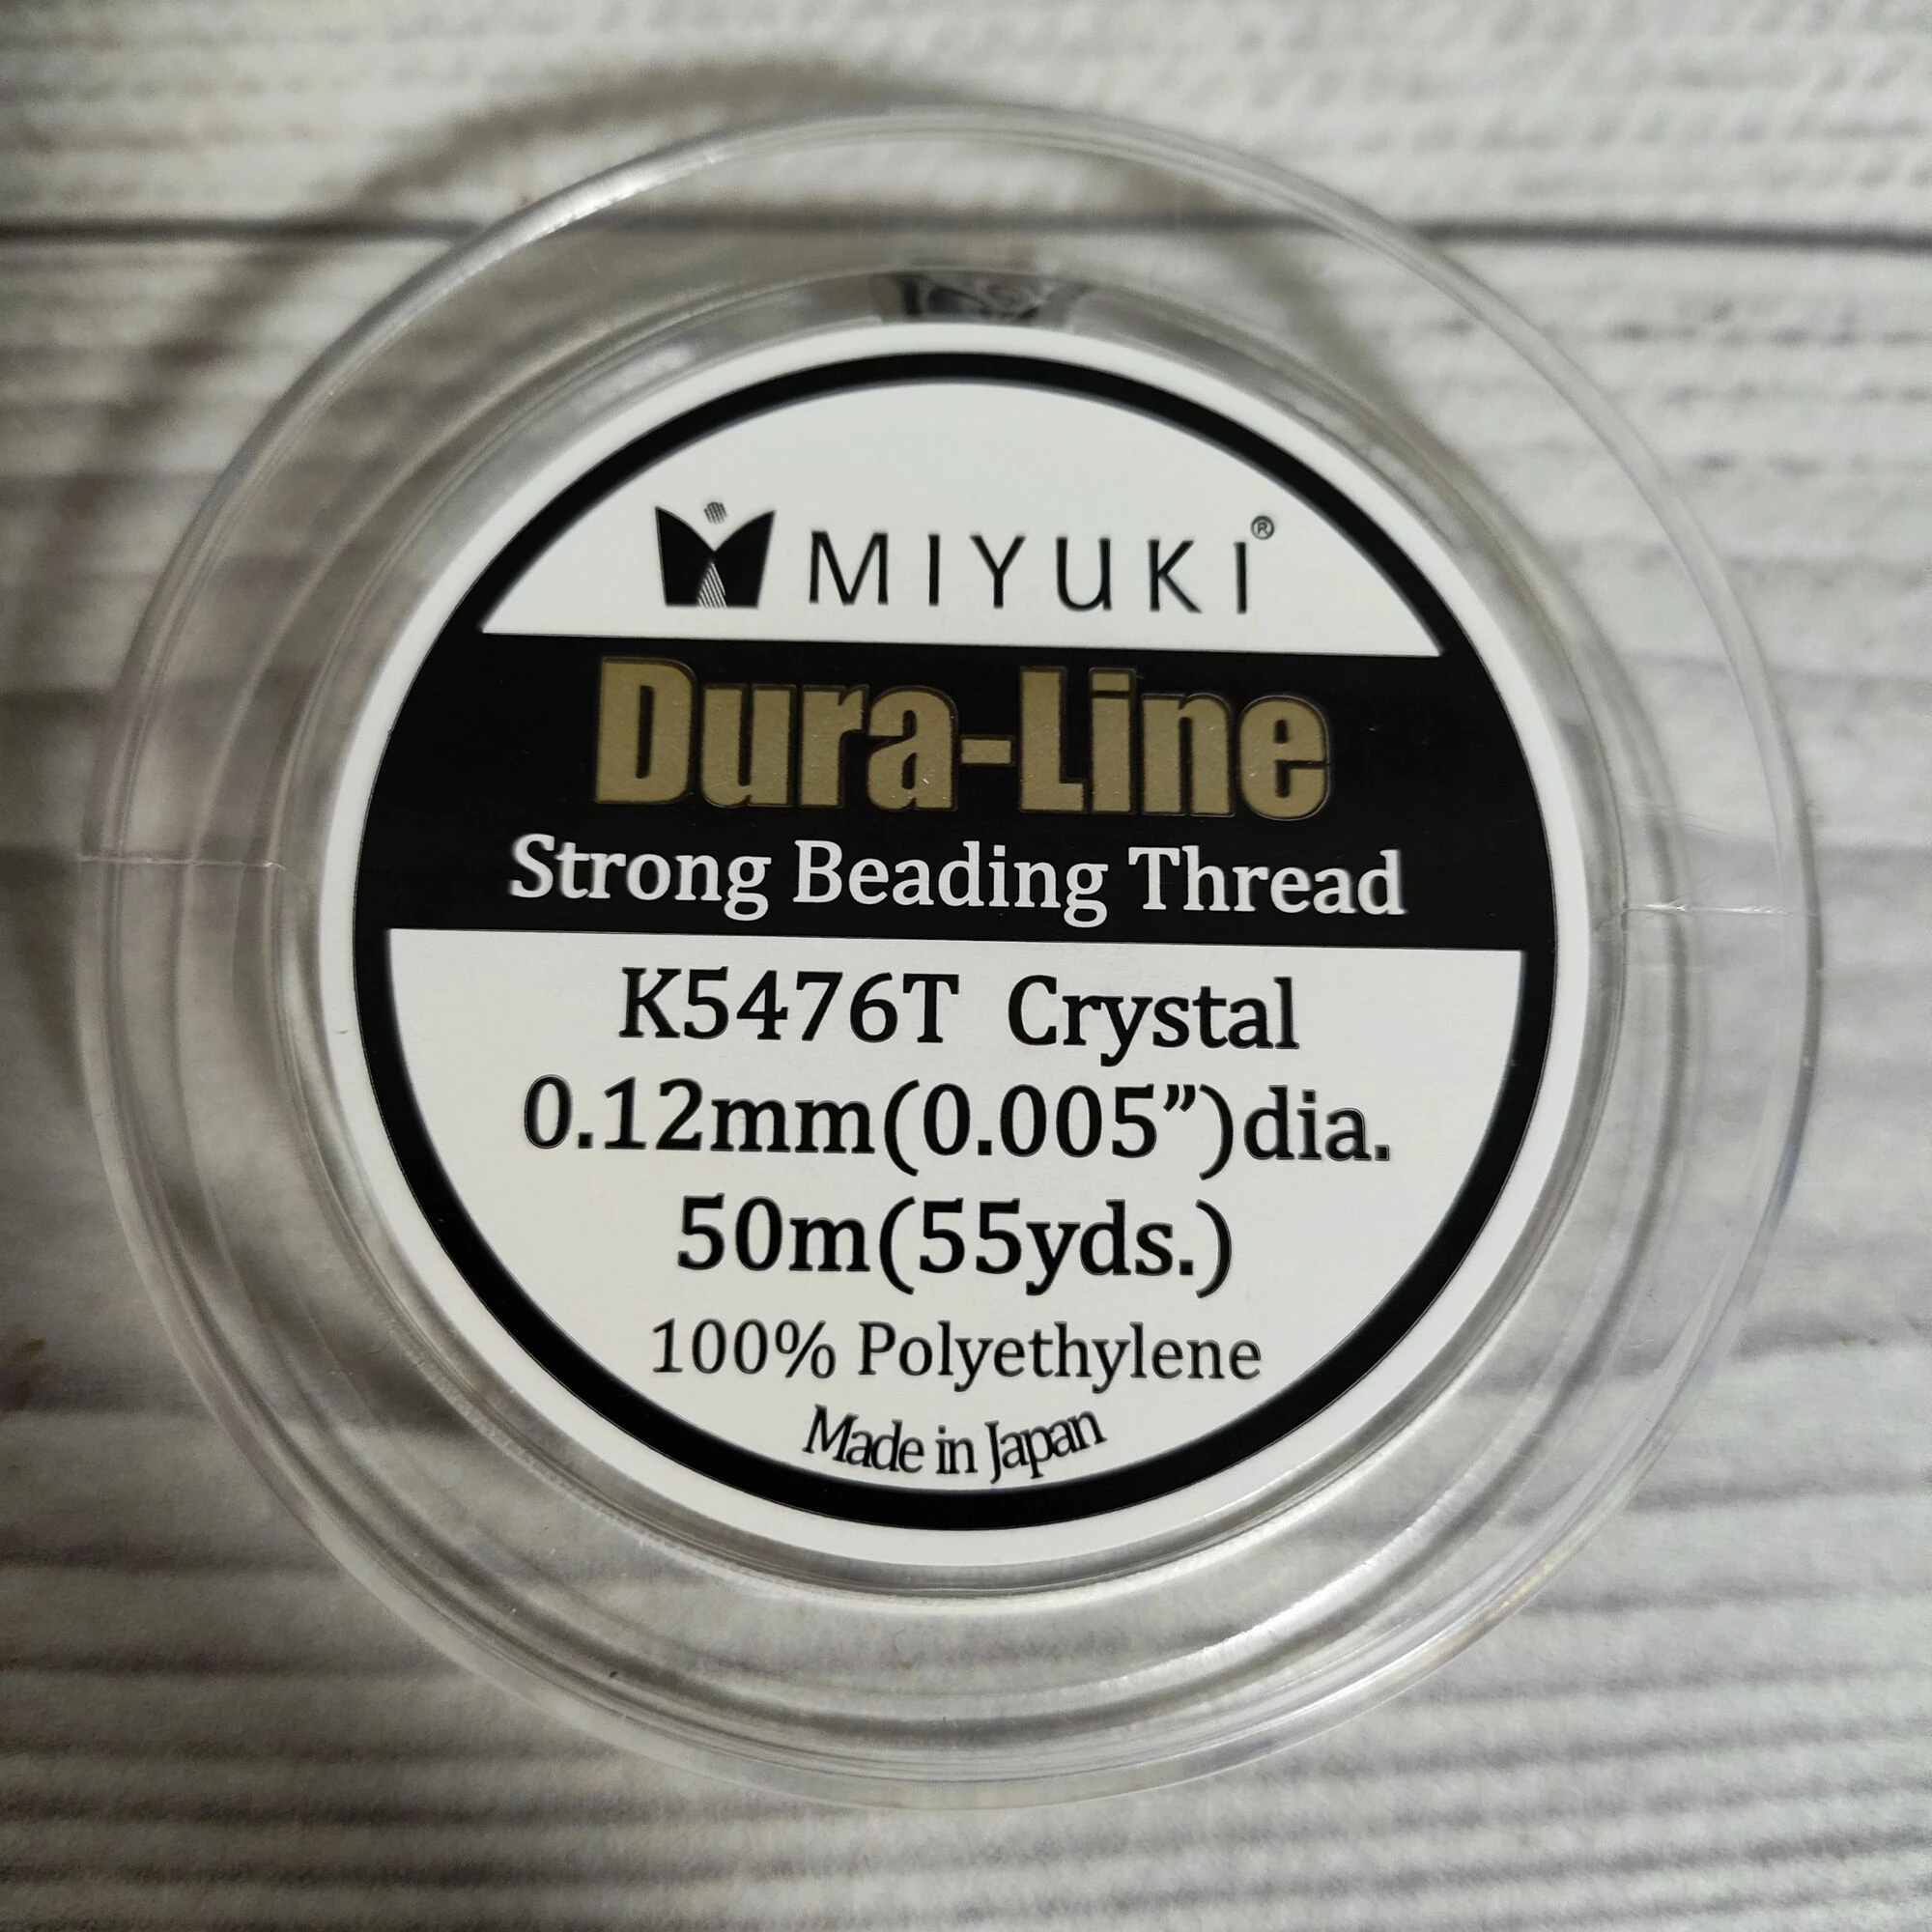 MIYUKI®
Dura-Line
Strong Beading Thread
K5476T Crystal
0.12mm(0.005”)dia.
50m(55yds.)
100% Polyethylene
Made in Japan